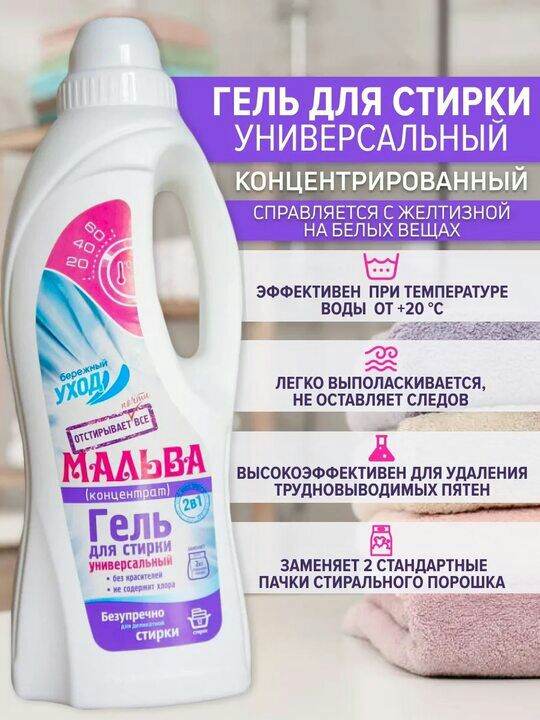 ГЕЛЬ ДЛЯ СТИРКИ
УНИВЕРСАЛЬНЫЙ
КОНЦЕНТРИРОВАННЫЙ
СПРАВЛЯЕТСЯ С ЖЕЛТИЗНОЙ
НА БЕЛЫХ ВЕЩАХ
ЭФФЕКТИВЕН ПРИ ТЕМПЕРАТУРЕ
ВОДЫ ОТ +20 °С
ЛЕГКО ВЫПОЛАСКИВАЕТСЯ,
НЕ ОСТАВЛЯЕТ СЛЕДОВ
ВЫСОКОЭФФЕКТИВЕН ДЛЯ УДАЛЕНИЯ
ТРУДНОВЫВОДИМЫХ ПЯТЕН
ЗАМЕНЯЕТ 2 СТАНДАРТНЫЕ
ПАЧКИ СТИРАЛЬНОГО ПОРОШКА
60
40
20
бережный
УХОД
почти
ОТСТИРЫВАЕТ ВСЕ
МАЛЬВА
(концентрат)
2в1
Гель
для стирки
универсальный
• без красителей
• не содержит хлора
Безупречно
для деликатной
стирки